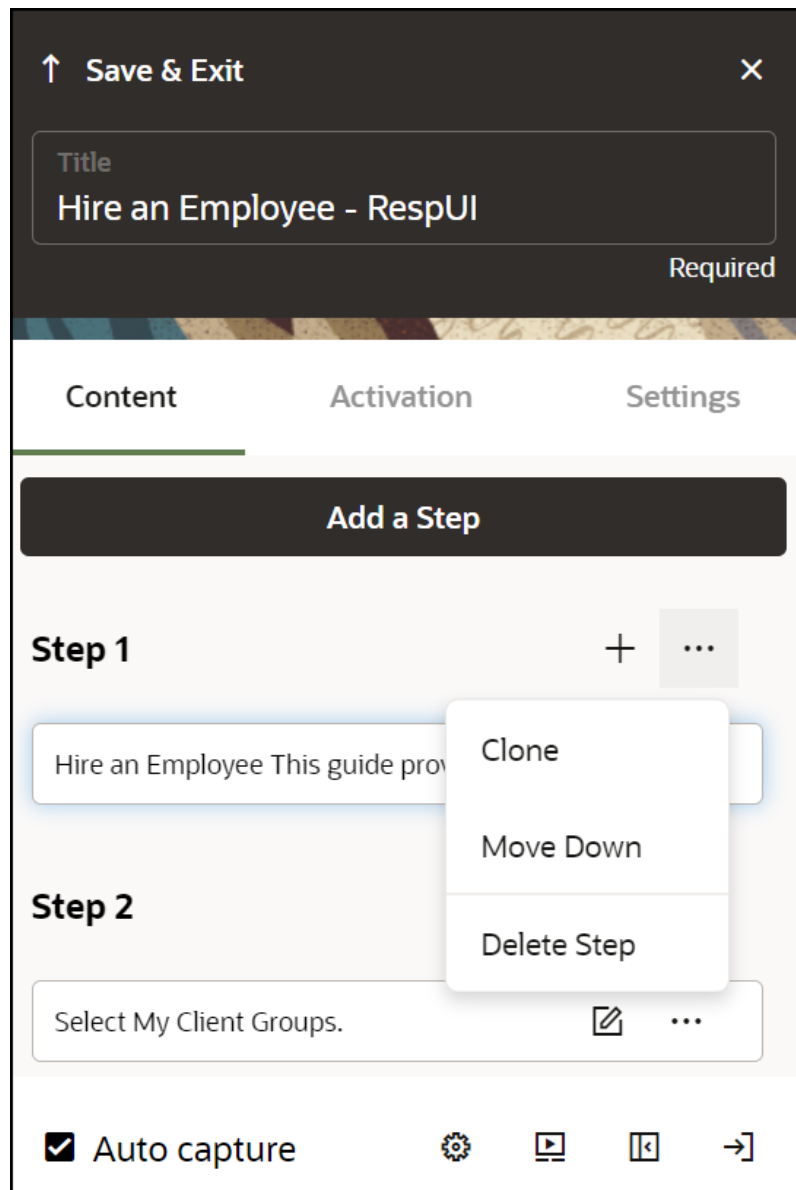 Save & Exit
Title
Hire an Employee - RespUI
Required
Content Activation Settings
Add a Step
Step 1
Clone
Hire an Employee This guide
Move Down
Step 2
Delete Step
Select My Client Groups.
Auto capture